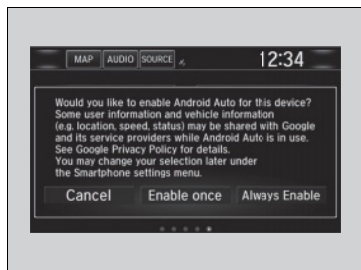 MAP AUDIO SOURCE 12:34
Would you like to enable Android Auto for this device?
Some user information and vehicle information
(e.g. location, speed, status) may be shared with Google
and its service providers while Android Auto is in use.
See Google Privacy Policy for details.
You may change your selection later under
the Smartphone settings menu.
Cancel Enable once Always Enable